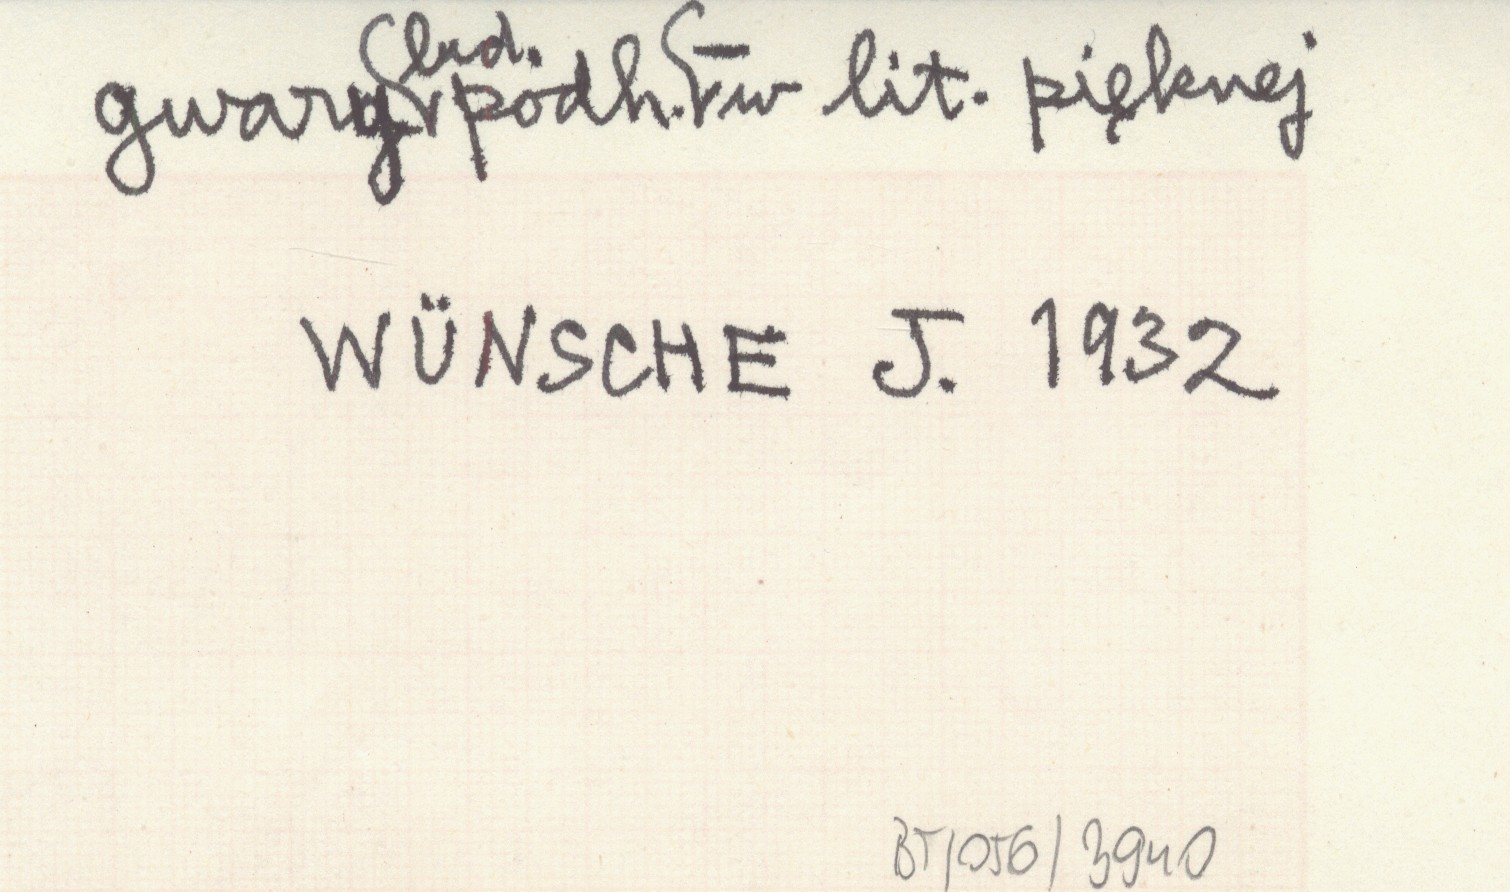 gwary lud. podh. – w lit. pięknej
WÜNSCHE J. 1932
BT/056/3940